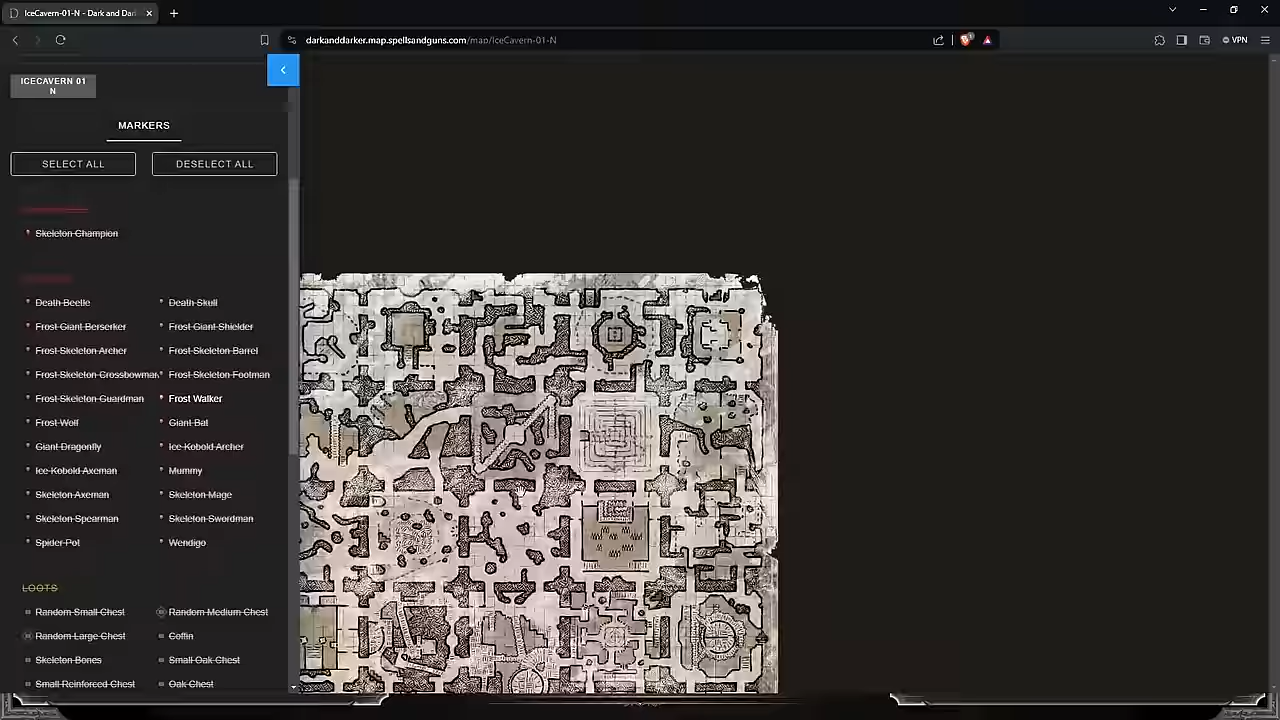 IceCavern-01-N - Dark and Dar
darkanddarker.map.spellsandguns.com/map/IceCavern-01-N
VPN
ICECAVERN 01
N
MARKERS
SELECT ALL
DESELECT ALL
Skeleton Champion
Death Beetle
Death Skull
Frost Giant Berserker
Frost Giant Shielder
Frost Skeleton Archer
Frost Skeleton Barrel
Frost Skeleton Crossbowman
Frost Skeleton Footman
Frost Skeleton Guardman
Frost Walker
Frost Wolf
Giant Bat
Giant Dragonfly
Ice Kobold Archer
Ice Kobold Axeman
Mummy
Skeleton Axeman
Skeleton Mage
Skeleton Spearman
Skeleton Swordman
Spider Pot
Wendigo
LOOTS
Random Small Chest
Random Medium Chest
Random Large Chest
Coffin
Skeleton Bones
Small Oak Chest
Small Reinforced Chest
Oak Chest